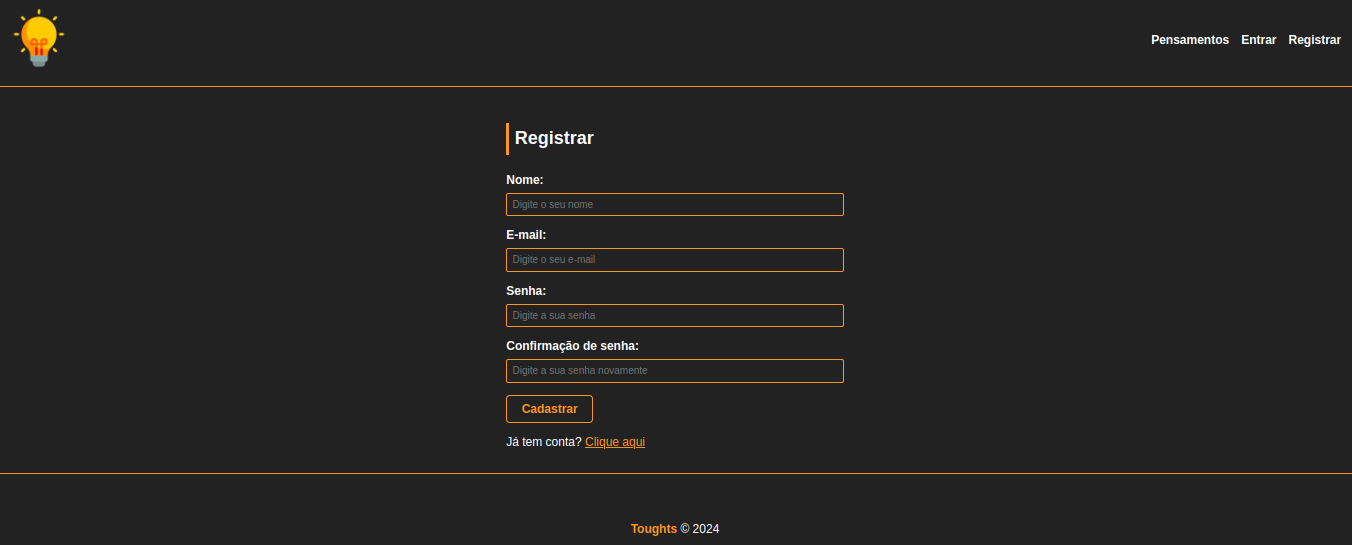 Pensamentos Entrar Registrar
Registrar
Nome:
Digite o seu nome
E-mail:
Digite o seu e-mail
Senha:
Digite a sua senha
Confirmação de senha:
Digite a sua senha novamente
Cadastrar
Já tem conta? Clique aqui
Toughts © 2024